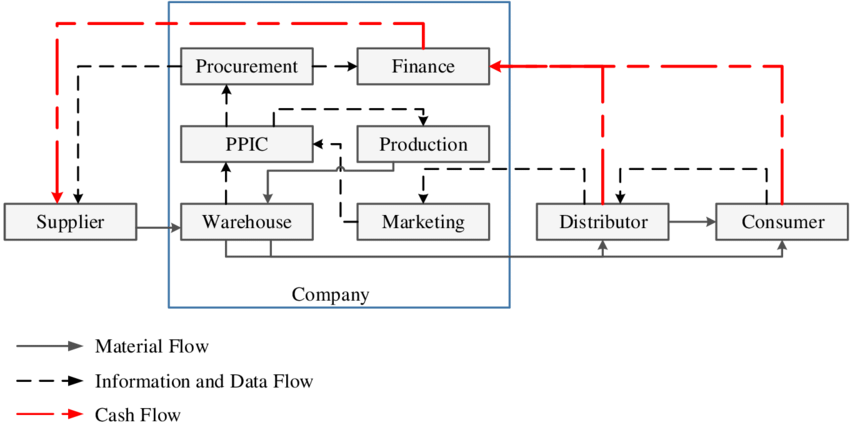 Procurement
Finance
PPIC
Production
Supplier
Warehouse
Marketing
Distributor
Consumer
Company
Material Flow
Information and Data Flow
Cash Flow